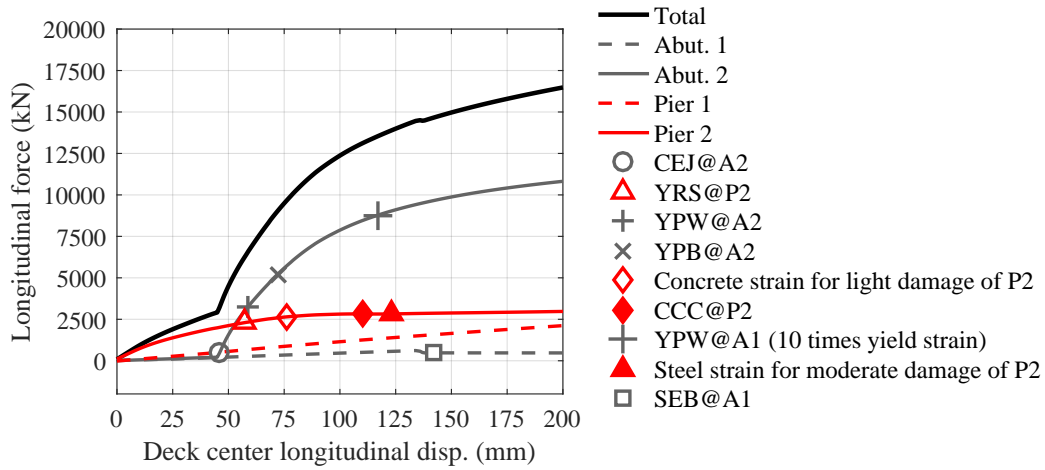 Longitudinal force (kN)
20000
17500
15000
12500
10000
7500
5000
2500
0
0 25 50 75 100 125 150 175 200
Deck center longitudinal disp. (mm)
Total
Abut. 1
Abut. 2
Pier 1
Pier 2
CEJ@A2
YRS@P2
YPW@A2
YPB@A2
Concrete strain for light damage of P2
CCC@P2
YPW@A1 (10 times yield strain)
Steel strain for moderate damage of P2
SEB@A1